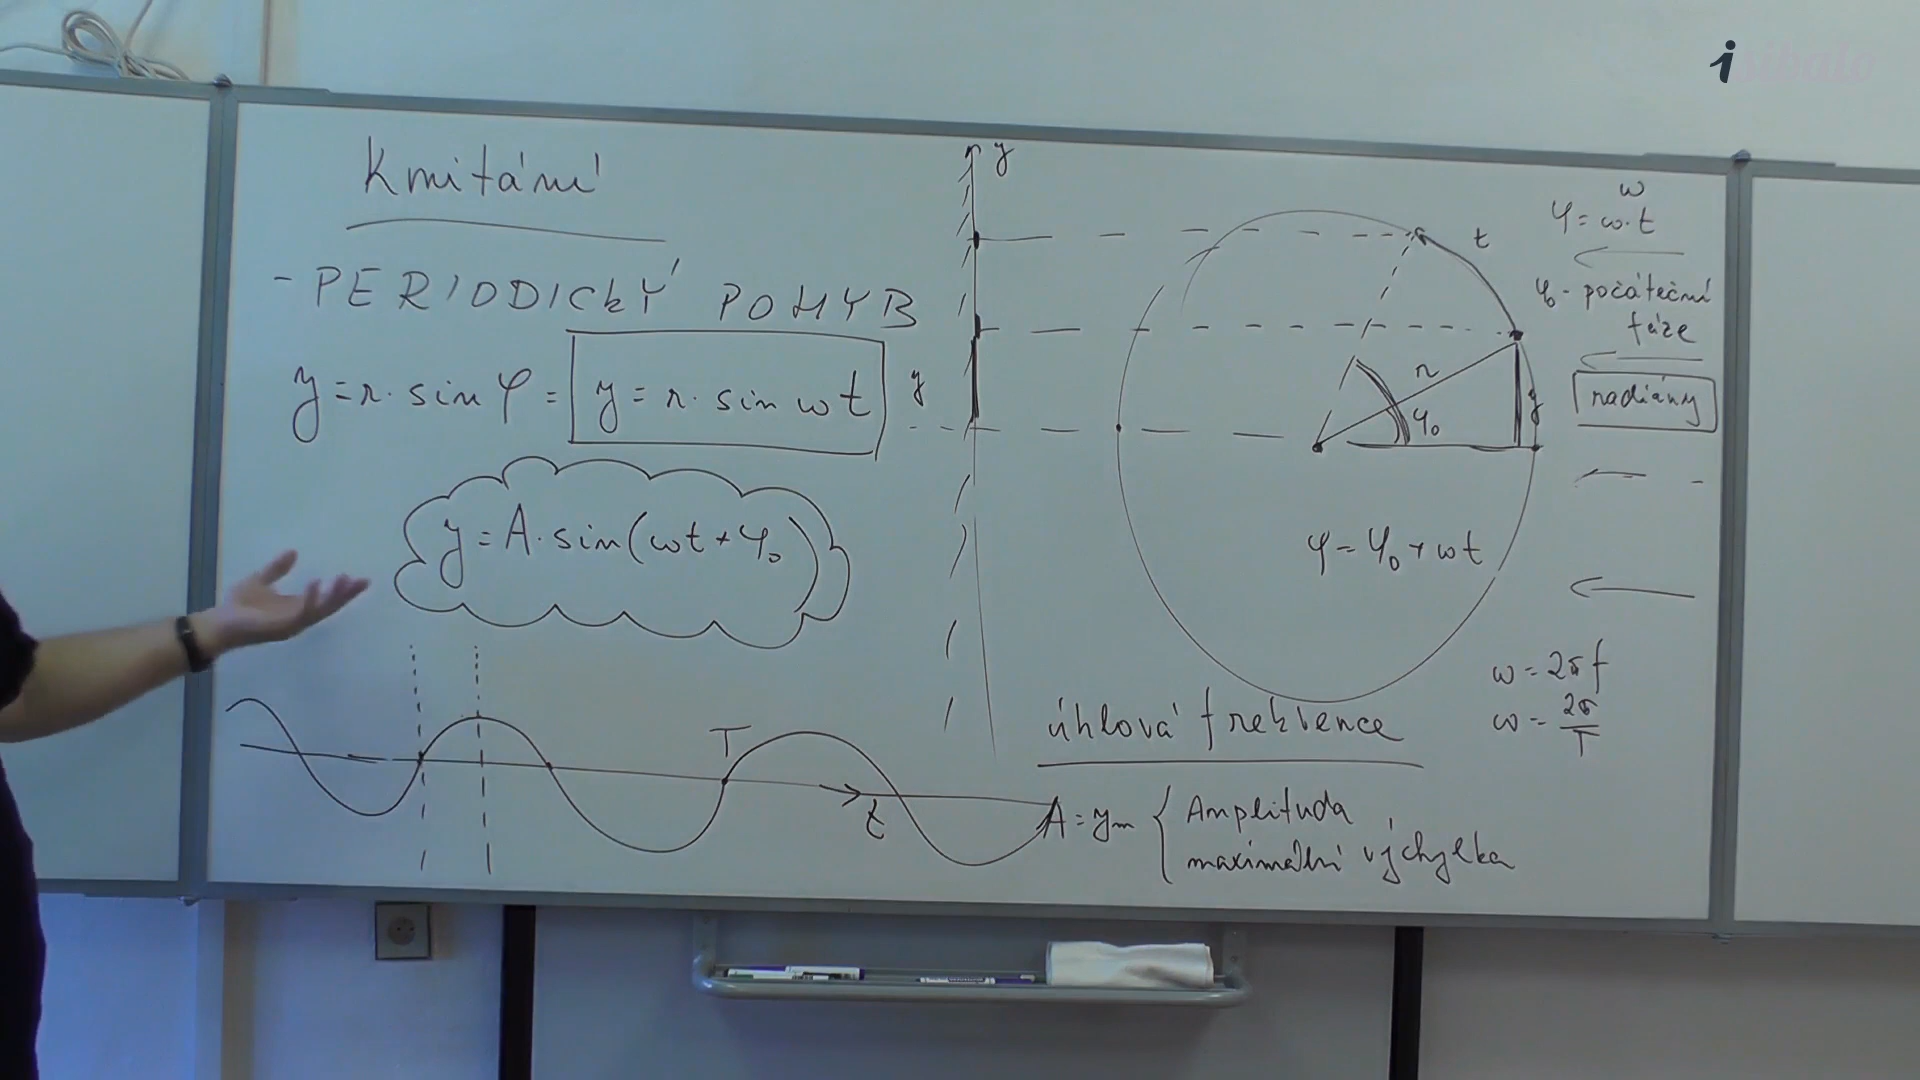 Kmitání
- PERIODICKÝ POHYB
y = r · sin φ = y = r · sin ωt
y = A · sin(ωt + φ₀)
T
t
y
y
t
r
φ₀
y
φ = φ₀ + ωt
ω
φ = ω · t
φ₀ - počáteční
fáze
radiány
ω = 2πf
ω = 2π/T
úhlová frekvence
A = yₘ { Amplituda
maximální výchylka